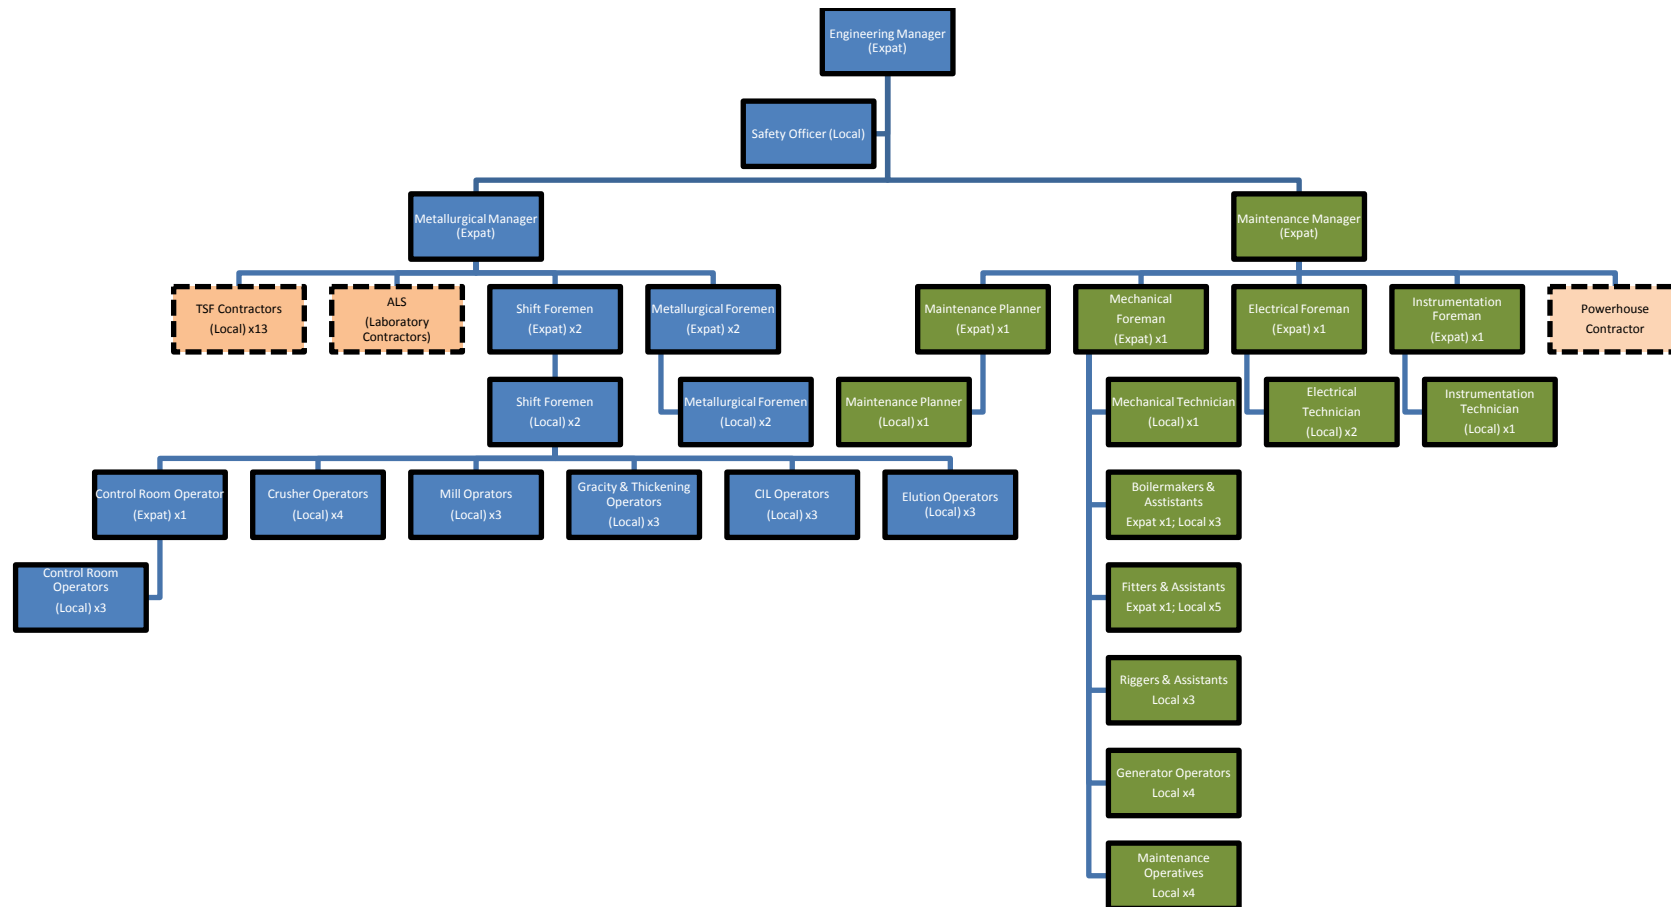 Engineering Manager
(Expat)
Safety Officer (Local)
Metallurgical Manager
(Expat)
Maintenance Manager
(Expat)
TSF Contractors
(Local) x13
ALS
(Laboratory
Contractors)
Shift Foremen
(Expat) x2
Metallurgical Foremen
(Expat) x2
Maintenance Planner
(Expat) x1
Mechanical
Foreman
(Expat) x1
Electrical Foreman
(Expat) x1
Instrumentation
Foreman
(Expat) x1
Powerhouse
Contractor
Shift Foremen
(Local) x2
Metallurgical Foremen
(Local) x2
Maintenance Planner
(Local) x1
Mechanical Technician
(Local) x1
Electrical
Technician
(Local) x2
Instrumentation
Technician
(Local) x1
Control Room Operator
(Expat) x1
Crusher Operators
(Local) x4
Mill Oprators
(Local) x3
Gracity & Thickening
Operators
(Local) x3
CIL Operators
(Local) x3
Elution Operators
(Local) x3
Boilermakers &
Asstistants
Expat x1; Local x3
Control Room
Operators
(Local) x3
Fitters & Assistants
Expat x1; Local x5
Riggers & Assistants
Local x3
Generator Operators
Local x4
Maintenance
Operatives
Local x4